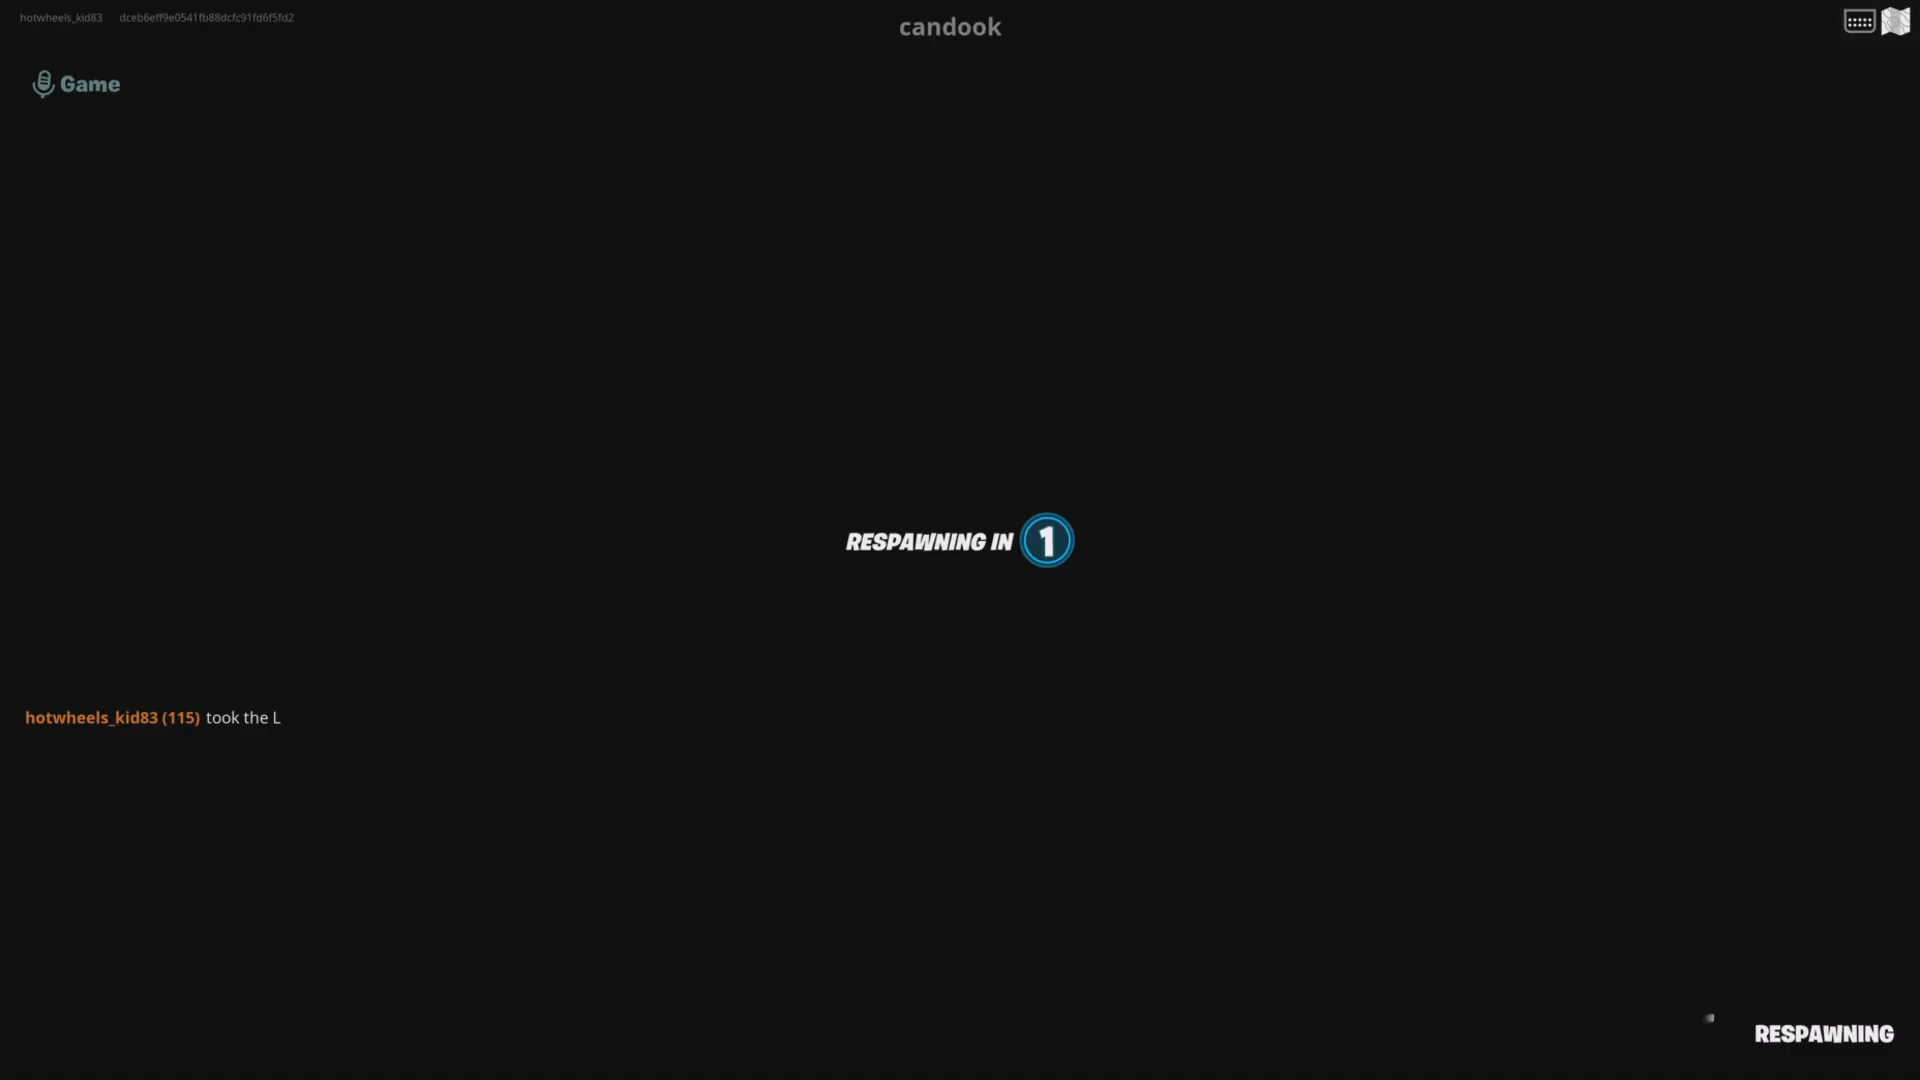 hotwheels_kid83 dceb6eff9e0541fb88dcfc91fd6f5fd2
candook
Game
RESPAWNING IN 1
hotwheels_kid83 (115) took the L
RESPAWNING